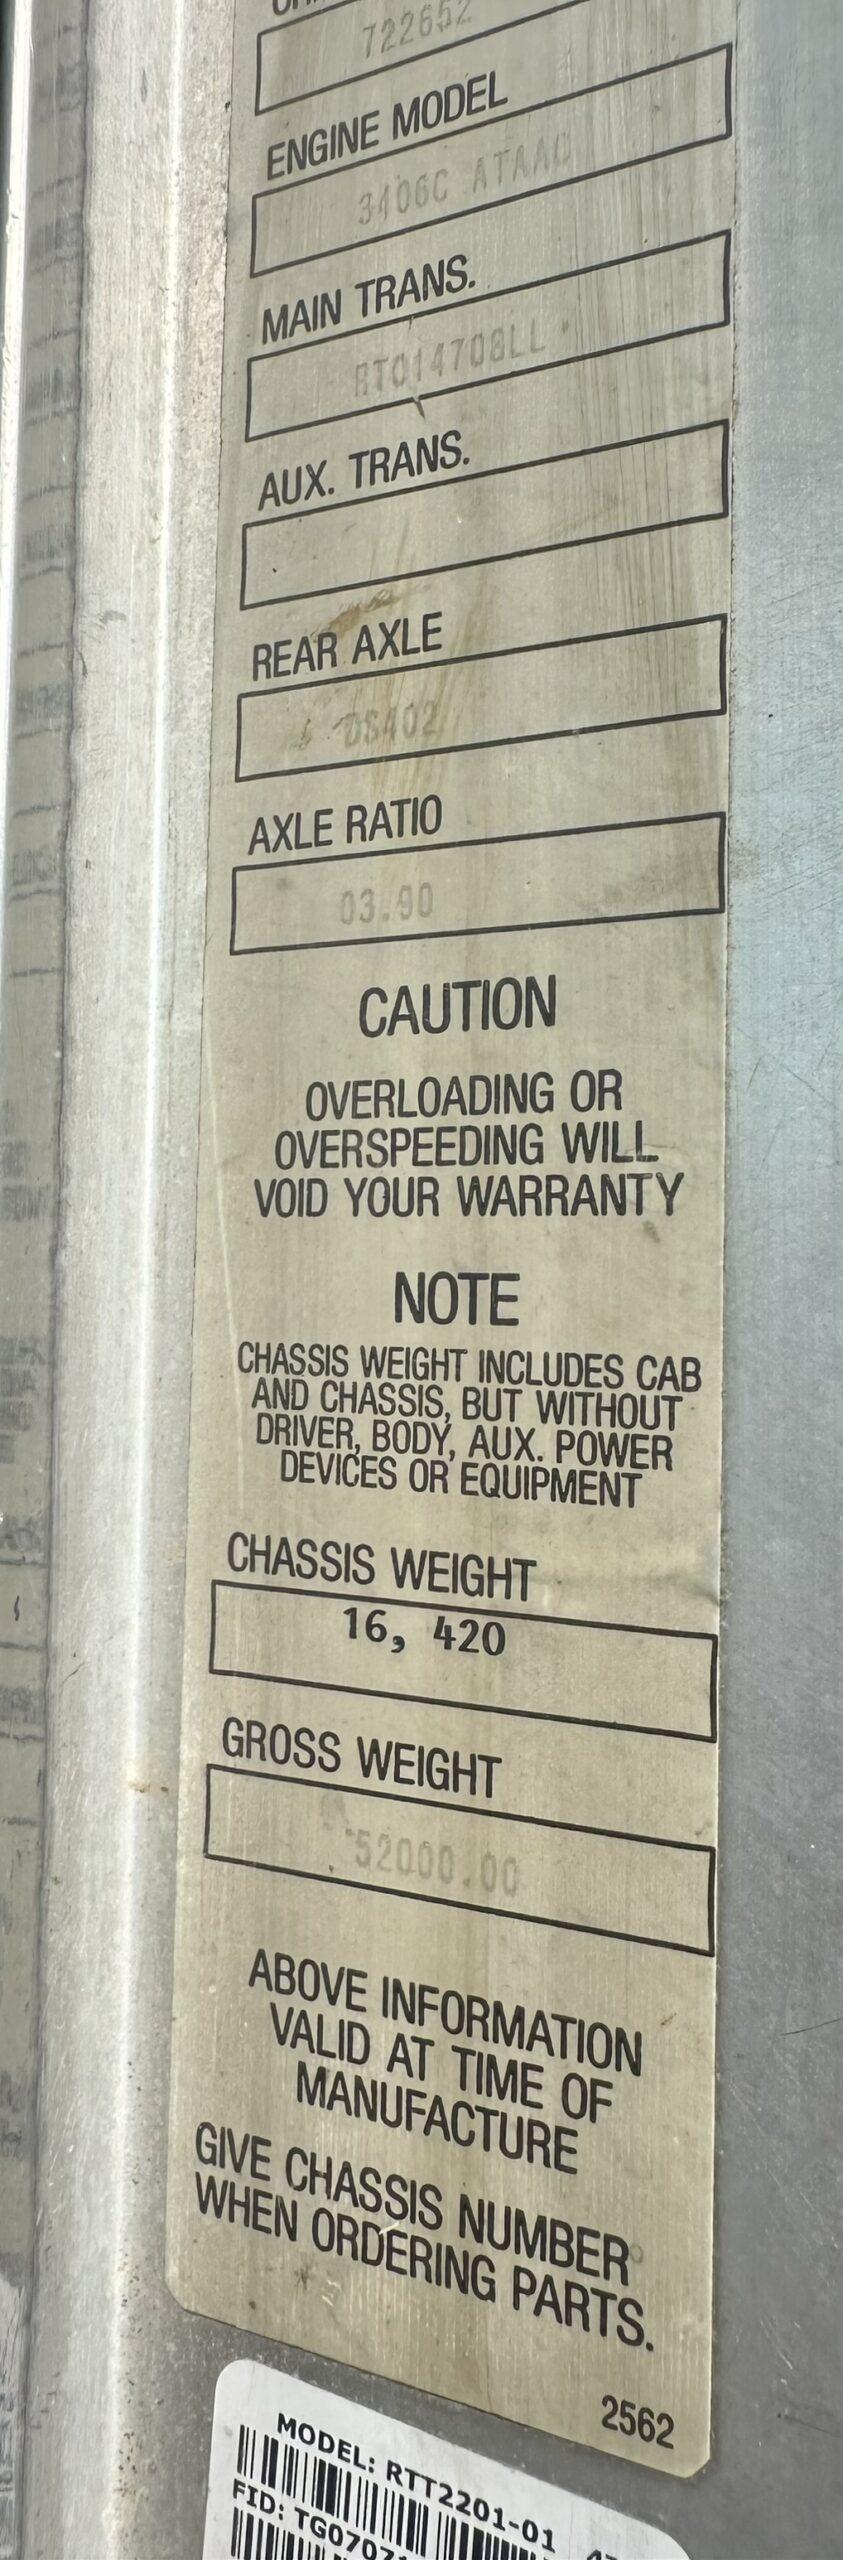 722652
ENGINE MODEL
3406C ATAAC
MAIN TRANS.
RTO14708LL
AUX. TRANS.
REAR AXLE
DS402
AXLE RATIO
03.90
CAUTION
OVERLOADING OR
OVERSPEEDING WILL
VOID YOUR WARRANTY
NOTE
CHASSIS WEIGHT INCLUDES CAB
AND CHASSIS, BUT WITHOUT
DRIVER, BODY, AUX. POWER
DEVICES OR EQUIPMENT
CHASSIS WEIGHT
16, 420
GROSS WEIGHT
52000.00
ABOVE INFORMATION
VALID AT TIME OF
MANUFACTURE
GIVE CHASSIS NUMBER
WHEN ORDERING PARTS.
2562
MODEL: RTT2201-01
FID: